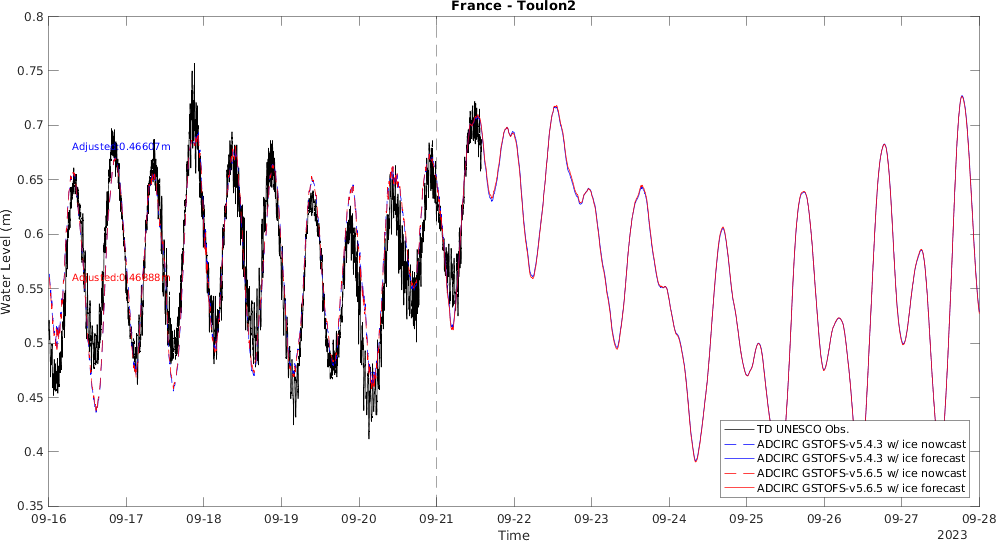 France - Toulon2
0.8
0.75
0.7
0.65
0.6
0.55
0.5
0.45
0.4
0.35
Water Level (m)
Adjusted:0.46607m
Adjusted:0.46888m
TD UNESCO Obs.
ADCIRC GSTOFS-v5.4.3 w/ ice nowcast
ADCIRC GSTOFS-v5.4.3 w/ ice forecast
ADCIRC GSTOFS-v5.6.5 w/ ice nowcast
ADCIRC GSTOFS-v5.6.5 w/ ice forecast
09-16 09-17 09-18 09-19 09-20 09-21 09-22 09-23 09-24 09-25 09-26 09-27 09-28
Time
2023